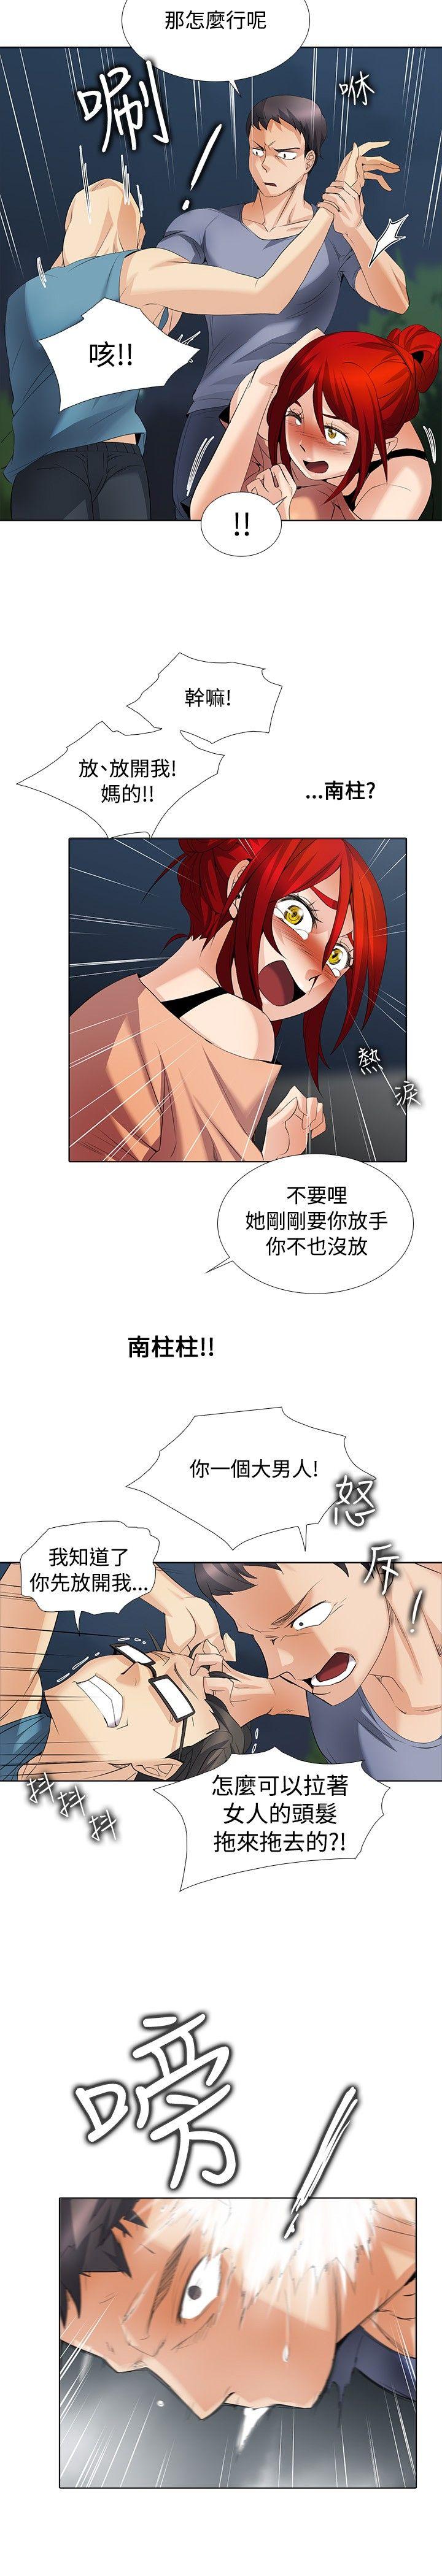 那怎麼行呢
唰！
咻
咳!!
!!
幹嘛!
放、放開我!
媽的!!
...南柱?
熱
淚
不要哩
她剛剛要你放手
你不也沒放
南柱柱!!
你一個大男人!
怒
斥!
我知道了
你先放開我...
抖
抖
抖
怎麼可以拉著
女人的頭髮
拖來拖去的?!
嗙！